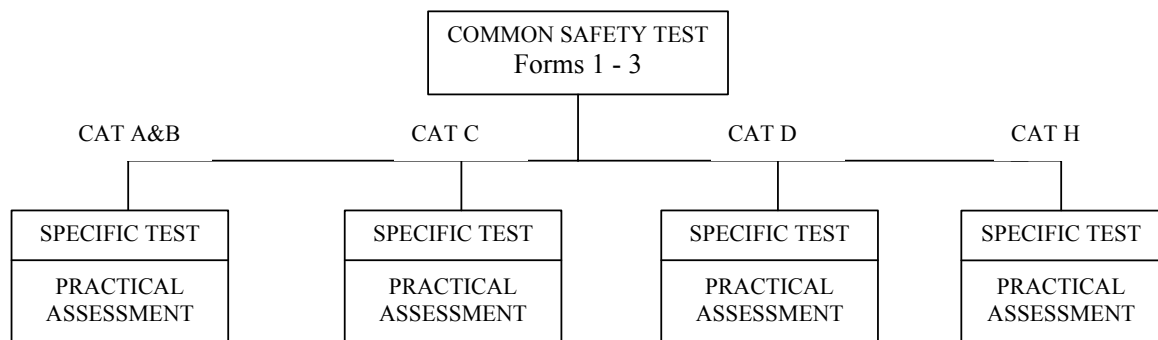 COMMON SAFETY TEST
Forms 1 - 3
CAT A&B
CAT C
CAT D
CAT H
SPECIFIC TEST
SPECIFIC TEST
SPECIFIC TEST
SPECIFIC TEST
PRACTICAL
ASSESSMENT
PRACTICAL
ASSESSMENT
PRACTICAL
ASSESSMENT
PRACTICAL
ASSESSMENT